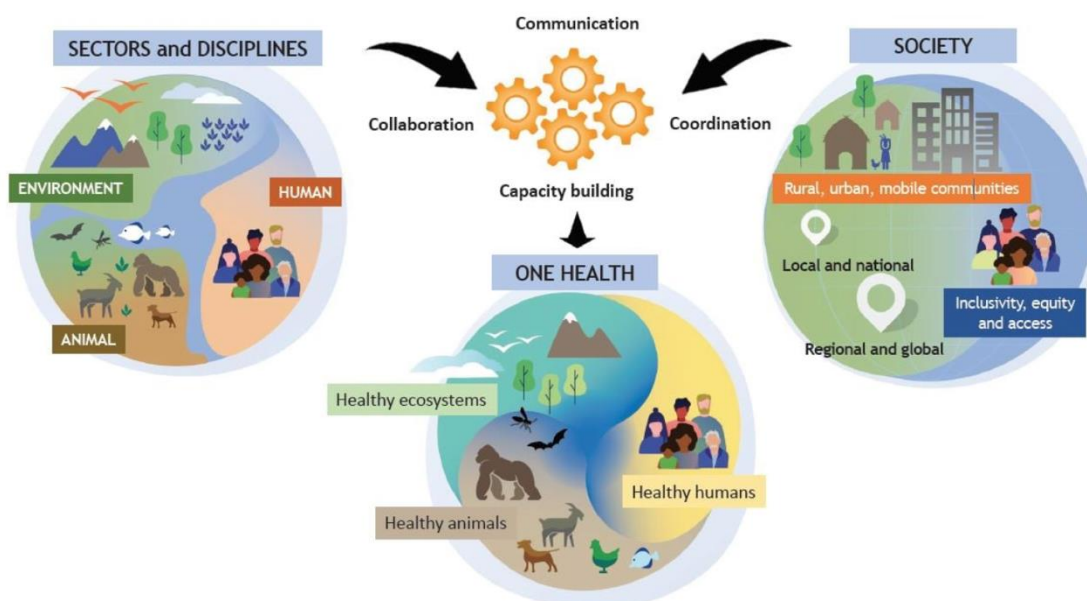 Communication
SECTORS and DISCIPLINES
SOCIETY
Collaboration
Coordination
ENVIRONMENT
HUMAN
Capacity building
Rural, urban, mobile communities
Local and national
ONE HEALTH
Inclusivity, equity
and access
ANIMAL
Regional and global
Healthy ecosystems
Healthy humans
Healthy animals